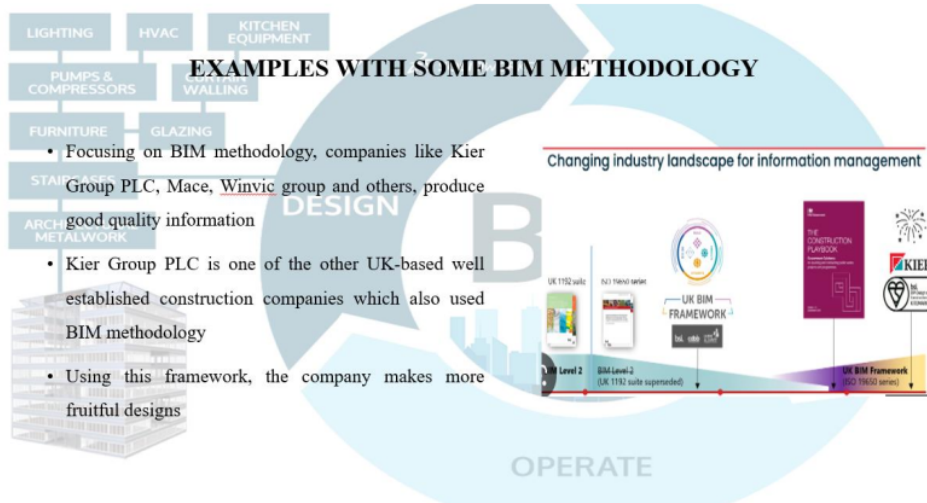 LIGHTING
HVAC
KITCHEN
EQUIPMENT
EXAMPLES WITH SOME BIM METHODOLOGY
PUMPS &
COMPRESSORS
CURTAIN
WALLING
FURNITURE
GLAZING
• Focusing on BIM methodology, companies like Kier
Group PLC, Mace, Winvic group and others, produce
good quality information
STAIRCASES
DESIGN
ARCHITECTURAL
METALWORK
B
• Kier Group PLC is one of the other UK-based well
established construction companies which also used
BIM methodology
• Using this framework, the company makes more
fruitful designs
Changing industry landscape for information management
UK 1192 suite
ISO 19650 series
UK BIM
FRAMEWORK
bsi.
THE
CONSTRUCTION
PLAYBOOK
KIER
bsi.
BIM Level 2
BIM Level 2
(UK 1192 suite superseded)
UK BIM Framework
(ISO 19650 series)
OPERATE